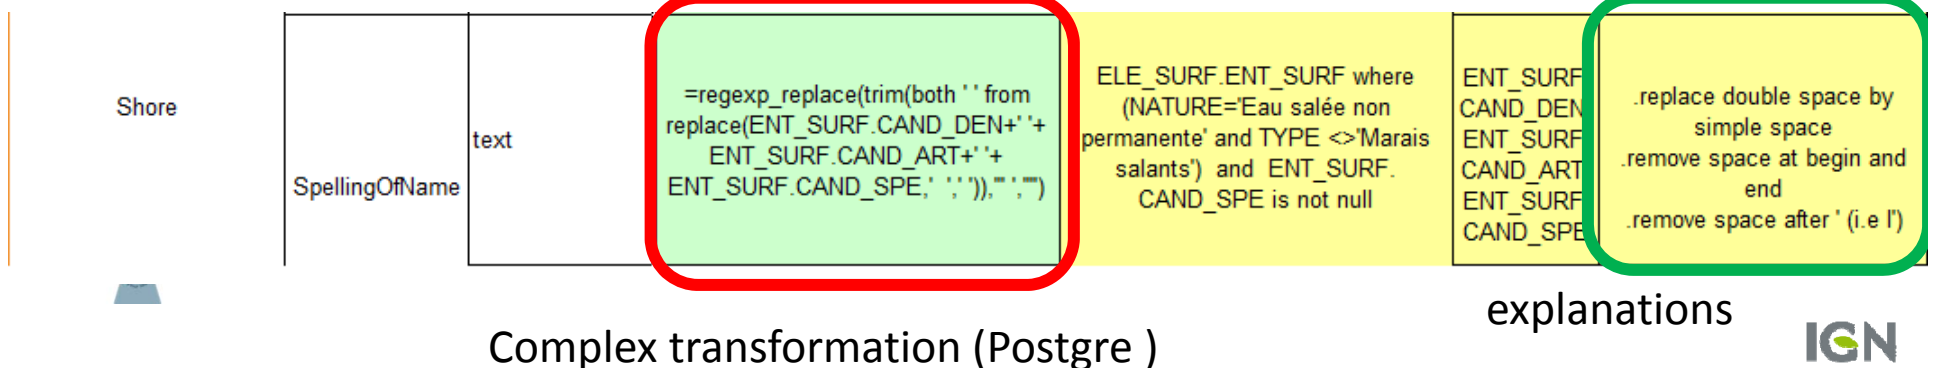 Shore
SpellingOfName
text
=regexp_replace(trim(both ' ' from
replace(ENT_SURF.CAND_DEN+' '+
ENT_SURF.CAND_ART+' '+
ENT_SURF.CAND_SPE,'  ',' ')),"' ',"'")
ELE_SURF.ENT_SURF where
(NATURE='Eau salée non
permanente' and TYPE <>'Marais
salants')  and  ENT_SURF.
CAND_SPE is not null
ENT_SURF
CAND_DEN
ENT_SURF
CAND_ART
ENT_SURF
CAND_SPE
.replace double space by
simple space
.remove space at begin and
end
.remove space after ' (i.e l')
explanations
Complex transformation (Postgre )
IGN